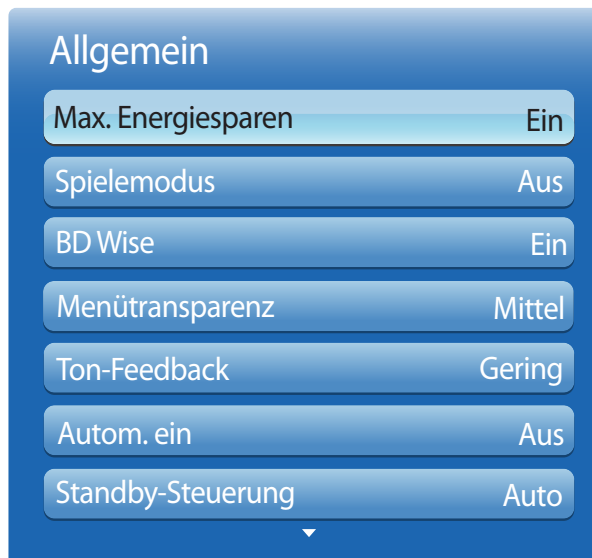 Allgemein
Max. Energiesparen Ein
Spielemodus Aus
BD Wise Ein
Menütransparenz Mittel
Ton-Feedback Gering
Autom. ein Aus
Standby-Steuerung Auto